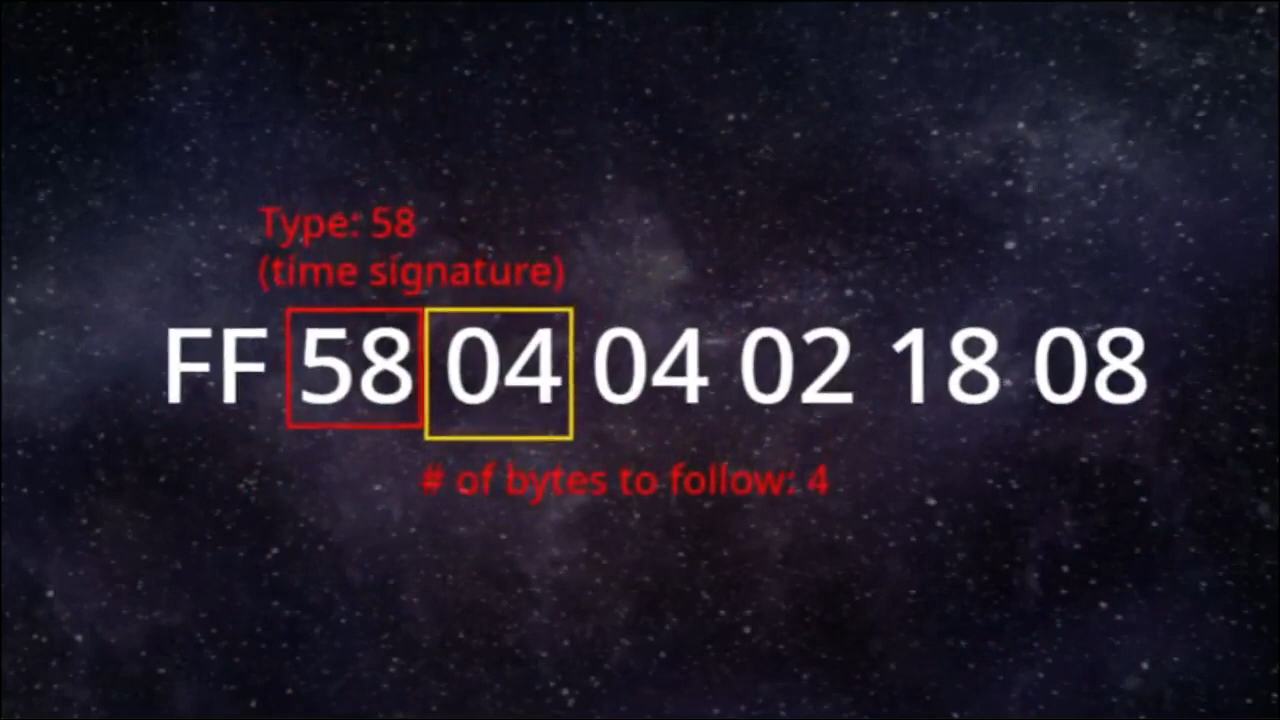 Type: 58
(time signature)
FF 58 04 04 02 18 08
# of bytes to follow: 4